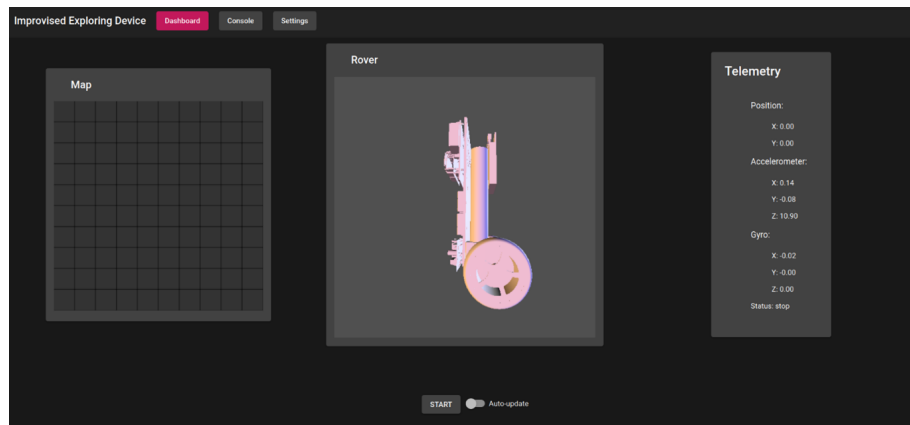 Improvised Exploring Device Dashboard Console Settings
Map
Rover
Telemetry
Position:
X: 0.00
Y: 0.00
Accelerometer:
X: 0.14
Y: -0.08
Z: 10.90
Gyro:
X: -0.02
Y: -0.00
Z: 0.00
Status: stop
START Auto-update